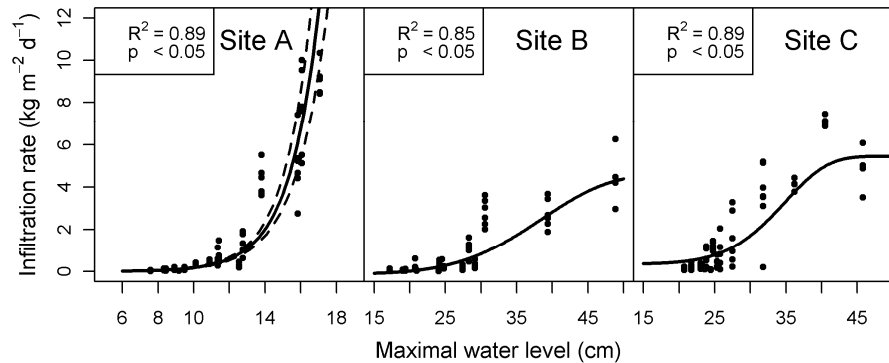 R² = 0.89
p < 0.05
Site A
R² = 0.85
p < 0.05
Site B
R² = 0.89
p < 0.05
Site C
Infiltration rate (kg m⁻² d⁻¹)
12
10
8
6
4
2
0
6 10 14 18 15 25 35 45 15 25 35 45
Maximal water level (cm)